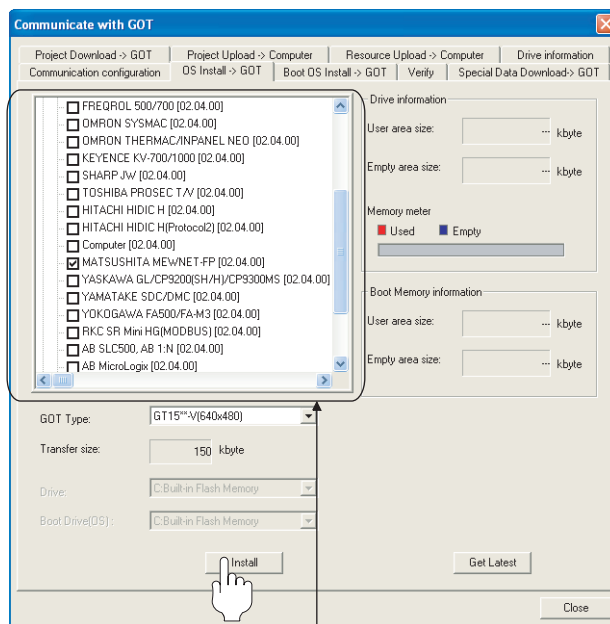 Communicate with GOT
Project Download -> GOT
Project Upload -> Computer
Resource Upload -> Computer
Drive information
Communication configuration
OS Install -> GOT
Boot OS Install -> GOT
Verify
Special Data Download-> GOT
FREQROL 500/700 [02.04.00]
OMRON SYSMAC [02.04.00]
OMRON THERMAC/INPANEL NEO [02.04.00]
KEYENCE KV-700/1000 [02.04.00]
SHARP JW [02.04.00]
TOSHIBA PROSEC T/V [02.04.00]
HITACHI HIDIC H [02.04.00]
HITACHI HIDIC H(Protocol2) [02.04.00]
Computer [02.04.00]
MATSUSHITA MEWNET-FP [02.04.00]
YASKAWA GL/CP9200(SH/H)/CP9300MS [02.04.00]
YAMATAKE SDC/DMC [02.04.00]
YOKOGAWA FA500/FA-M3 [02.04.00]
RKC SR Mini HG(MODBUS) [02.04.00]
AB SLC500, AB 1:N [02.04.00]
AB MicroLogix [02.04.00]
Drive information
User area size: --- kbyte
Empty area size: --- kbyte
Memory meter
Used Empty
Boot Memory information
User area size: --- kbyte
Empty area size: --- kbyte
GOT Type: GT15**-V(640x480)
Transfer size: 150 kbyte
Drive: C:Built-in Flash Memory
Boot Drive(OS) : C:Built-in Flash Memory
Install
Get Latest
Close